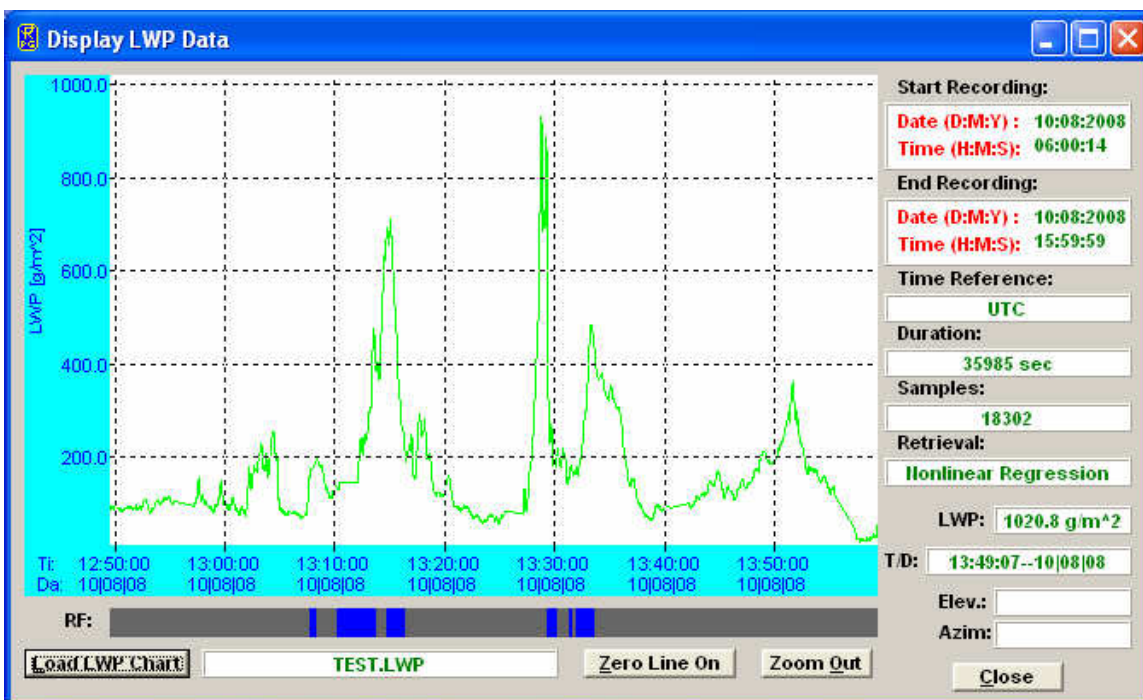 Display LWP Data
1000.0
800.0
600.0
400.0
200.0
LWP [g/m^2]
Ti: 12:50:00 13:00:00 13:10:00 13:20:00 13:30:00 13:40:00 13:50:00
Da: 10|08|08 10|08|08 10|08|08 10|08|08 10|08|08 10|08|08 10|08|08
RF:
Load LWP Chart TEST.LWP Zero Line On Zoom Out
Start Recording:
Date (D:M:Y) : 10:08:2008
Time (H:M:S): 06:00:14
End Recording:
Date (D:M:Y) : 10:08:2008
Time (H:M:S): 15:59:59
Time Reference:
UTC
Duration:
35985 sec
Samples:
18302
Retrieval:
Nonlinear Regression
LWP: 1020.8 g/m^2
T/D: 13:49:07--10|08|08
Elev.:
Azim:
Close